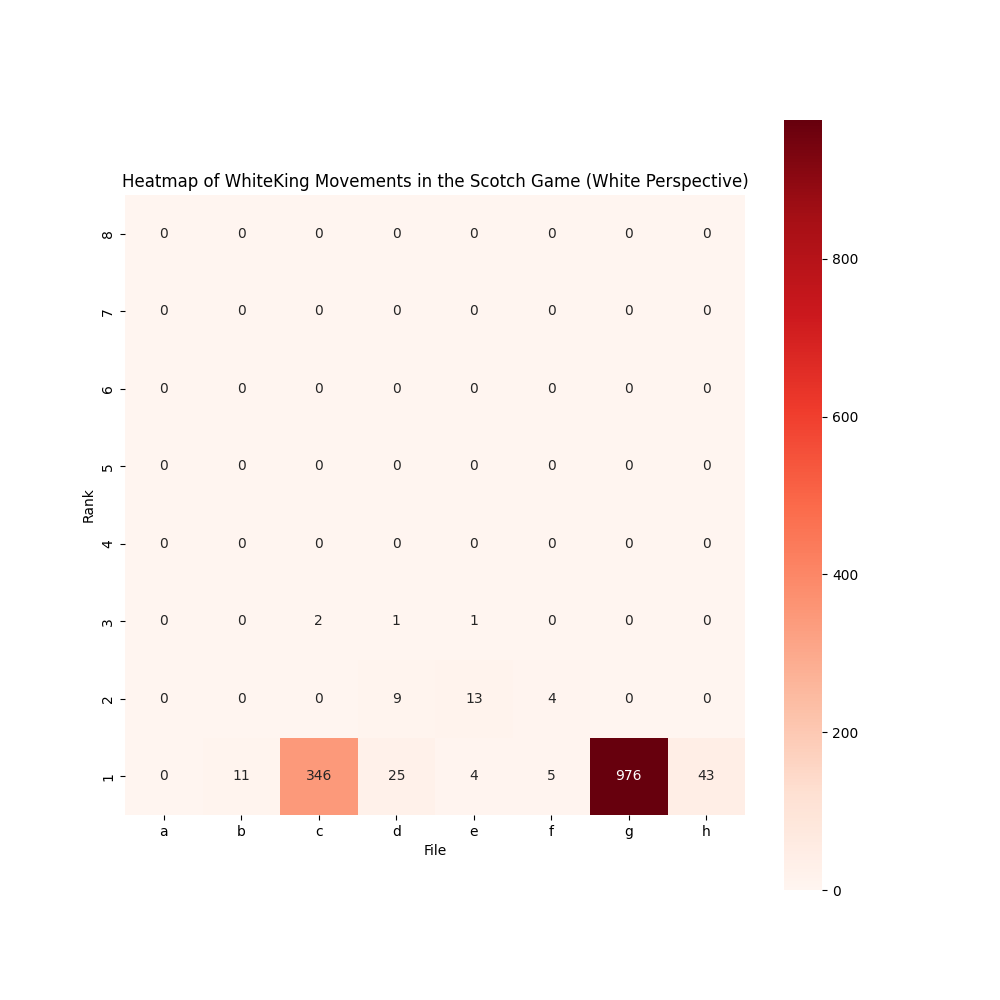 Heatmap of WhiteKing Movements in the Scotch Game (White Perspective)
8 0 0 0 0 0 0 0 0
7 0 0 0 0 0 0 0 0
6 0 0 0 0 0 0 0 0
5 0 0 0 0 0 0 0 0
Rank
4 0 0 0 0 0 0 0 0
3 0 0 2 1 1 0 0 0
2 0 0 0 9 13 4 0 0
1 0 11 346 25 4 5 976 43
a b c d e f g h
File
800
600
400
200
0